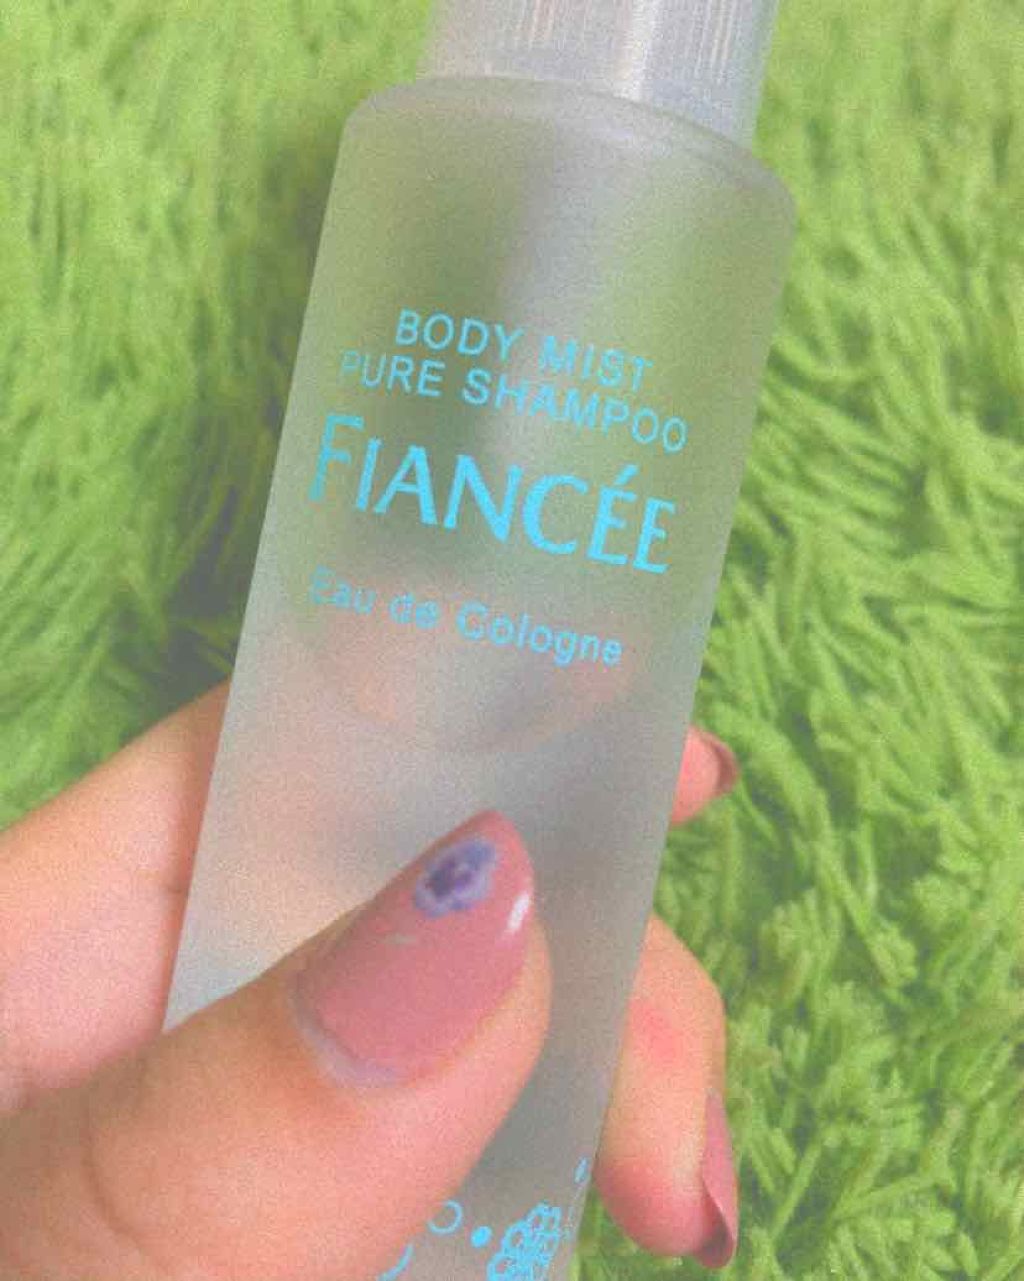 BODY MIST
PURE SHAMPOO
FIANCÉE
Eau de Cologne